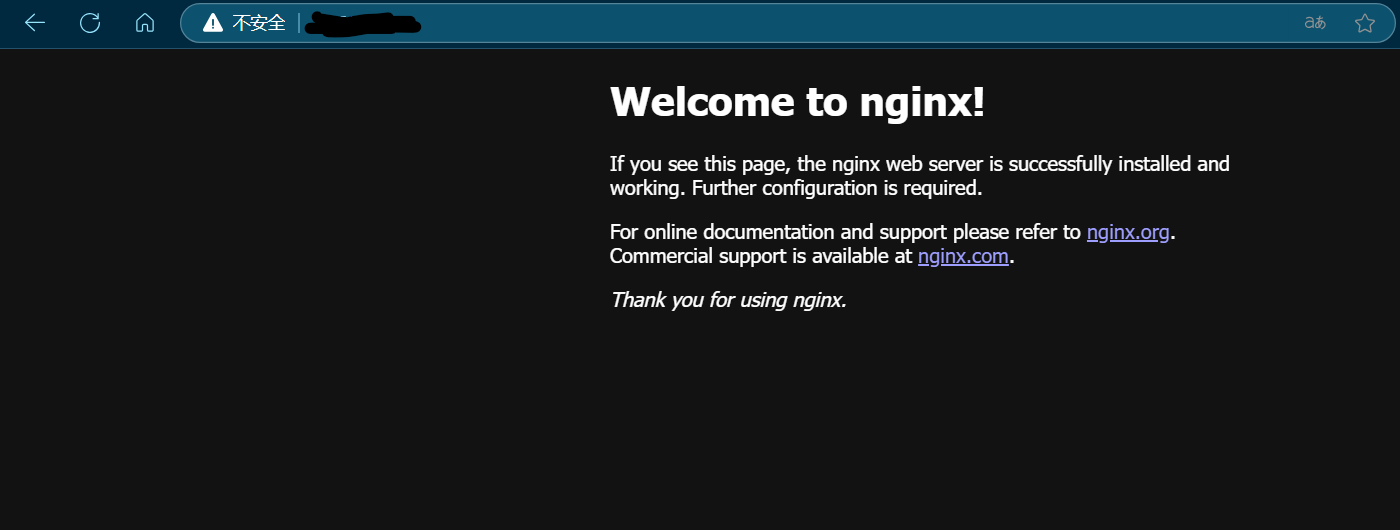 不安全
aあ
Welcome to nginx!
If you see this page, the nginx web server is successfully installed and
working. Further configuration is required.
For online documentation and support please refer to nginx.org.
Commercial support is available at nginx.com.
Thank you for using nginx.